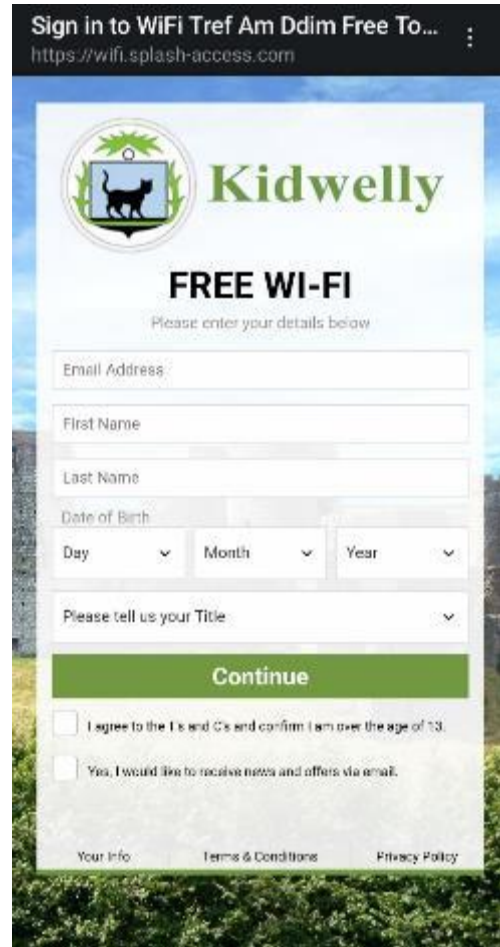 Sign in to WiFi Tref Am Ddim Free To...
https://wifi.splash-access.com
Kidwelly
FREE WI-FI
Please enter your details below
Email Address
First Name
Last Name
Date of Birth
Day Month Year
Please tell us your Title
Continue
I agree to the T's and C's and confirm I am over the age of 13.
Yes, I would like to receive news and offers via email.
Your Info Terms & Conditions Privacy Policy